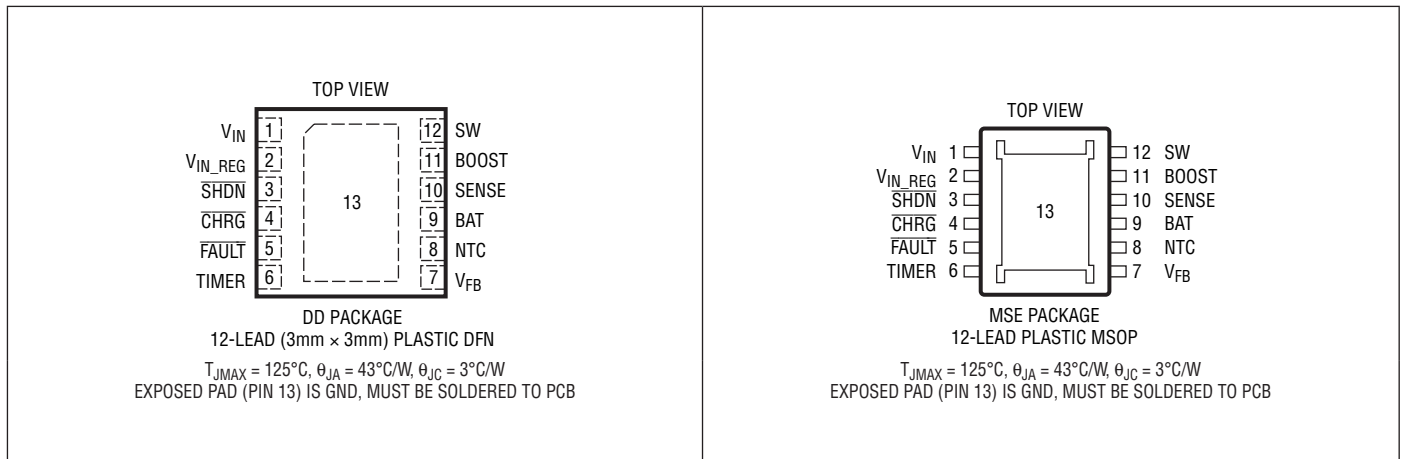 TOP VIEW
V_IN 1 12 SW
V_IN_REG 2 11 BOOST
SHDN 3 10 SENSE
13
CHRG 4 9 BAT
FAULT 5 8 NTC
TIMER 6 7 V_FB
DD PACKAGE
12-LEAD (3mm × 3mm) PLASTIC DFN
T_JMAX = 125°C, θ_JA = 43°C/W, θ_JC = 3°C/W
EXPOSED PAD (PIN 13) IS GND, MUST BE SOLDERED TO PCB
TOP VIEW
V_IN 1 12 SW
V_IN_REG 2 11 BOOST
SHDN 3 10 SENSE
13
CHRG 4 9 BAT
FAULT 5 8 NTC
TIMER 6 7 V_FB
MSE PACKAGE
12-LEAD PLASTIC MSOP
T_JMAX = 125°C, θ_JA = 43°C/W, θ_JC = 3°C/W
EXPOSED PAD (PIN 13) IS GND, MUST BE SOLDERED TO PCB